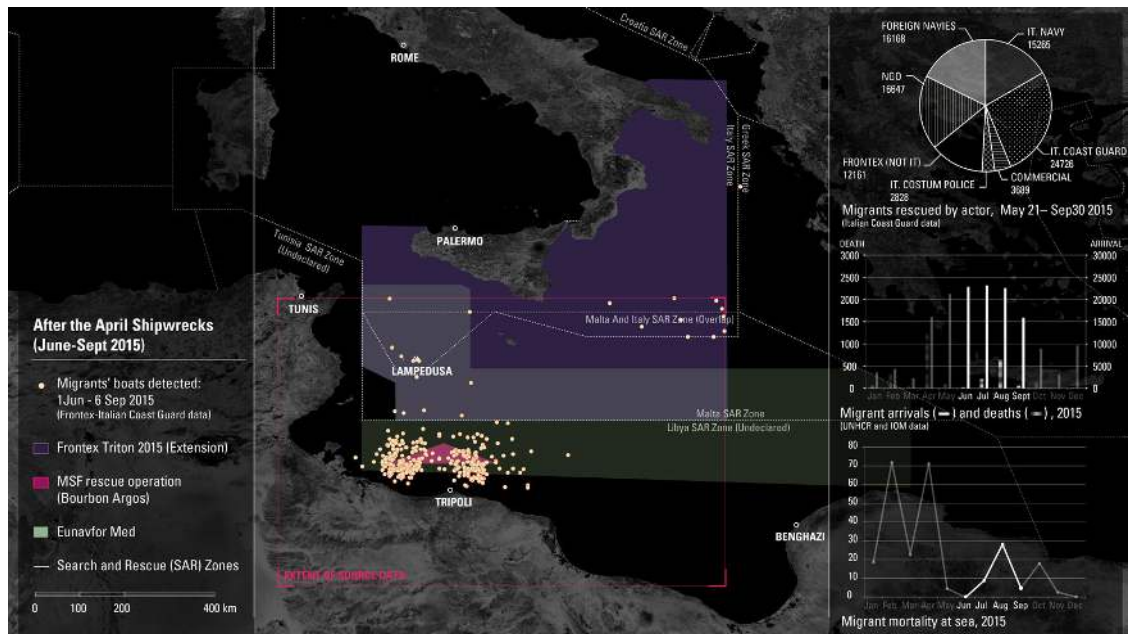 After the April Shipwrecks
(June-Sept 2015)
Migrants' boats detected:
1Jun - 6 Sep 2015
(Frontex-Italian Coast Guard data)
Frontex Triton 2015 (Extension)
MSF rescue operation
(Bourbon Argos)
Eunavfor Med
Search and Rescue (SAR) Zones
0 100 200 400 km
ROME
Croatia SAR Zone
Greek SAR Zone
Italy SAR Zone
PALERMO
Tunisia SAR Zone
(Undeclared)
TUNIS
Malta And Italy SAR Zone (Overlap)
LAMPEDUSA
Malta SAR Zone
Libya SAR Zone (Undeclared)
TRIPOLI
BENGHAZI
EXTENT OF SOURCE DATA
FOREIGN NAVIES
16168
IT. NAVY
15265
NGO
16647
FRONTEX (NOT IT)
12161
IT. COAST GUARD
24726
COMMERCIAL
3689
IT. COSTUM POLICE
2828
Migrants rescued by actor, May 21– Sep30 2015
(Italian Coast Guard data)
DEATH ARRIVAL
3000 30000
2500 25000
2000 20000
1500 15000
1000 10000
500 5000
0 0
Jan Feb Mar Apr May Jun Jul Aug Sept Oct Nov Dec
Migrant arrivals ( ) and deaths ( ) , 2015
(UNHCR and IOM data)
80
70
60
50
40
30
20
10
0
Jan Feb Mar Apr May Jun Jul Aug Sep Oct Nov Dec
Migrant mortality at sea, 2015